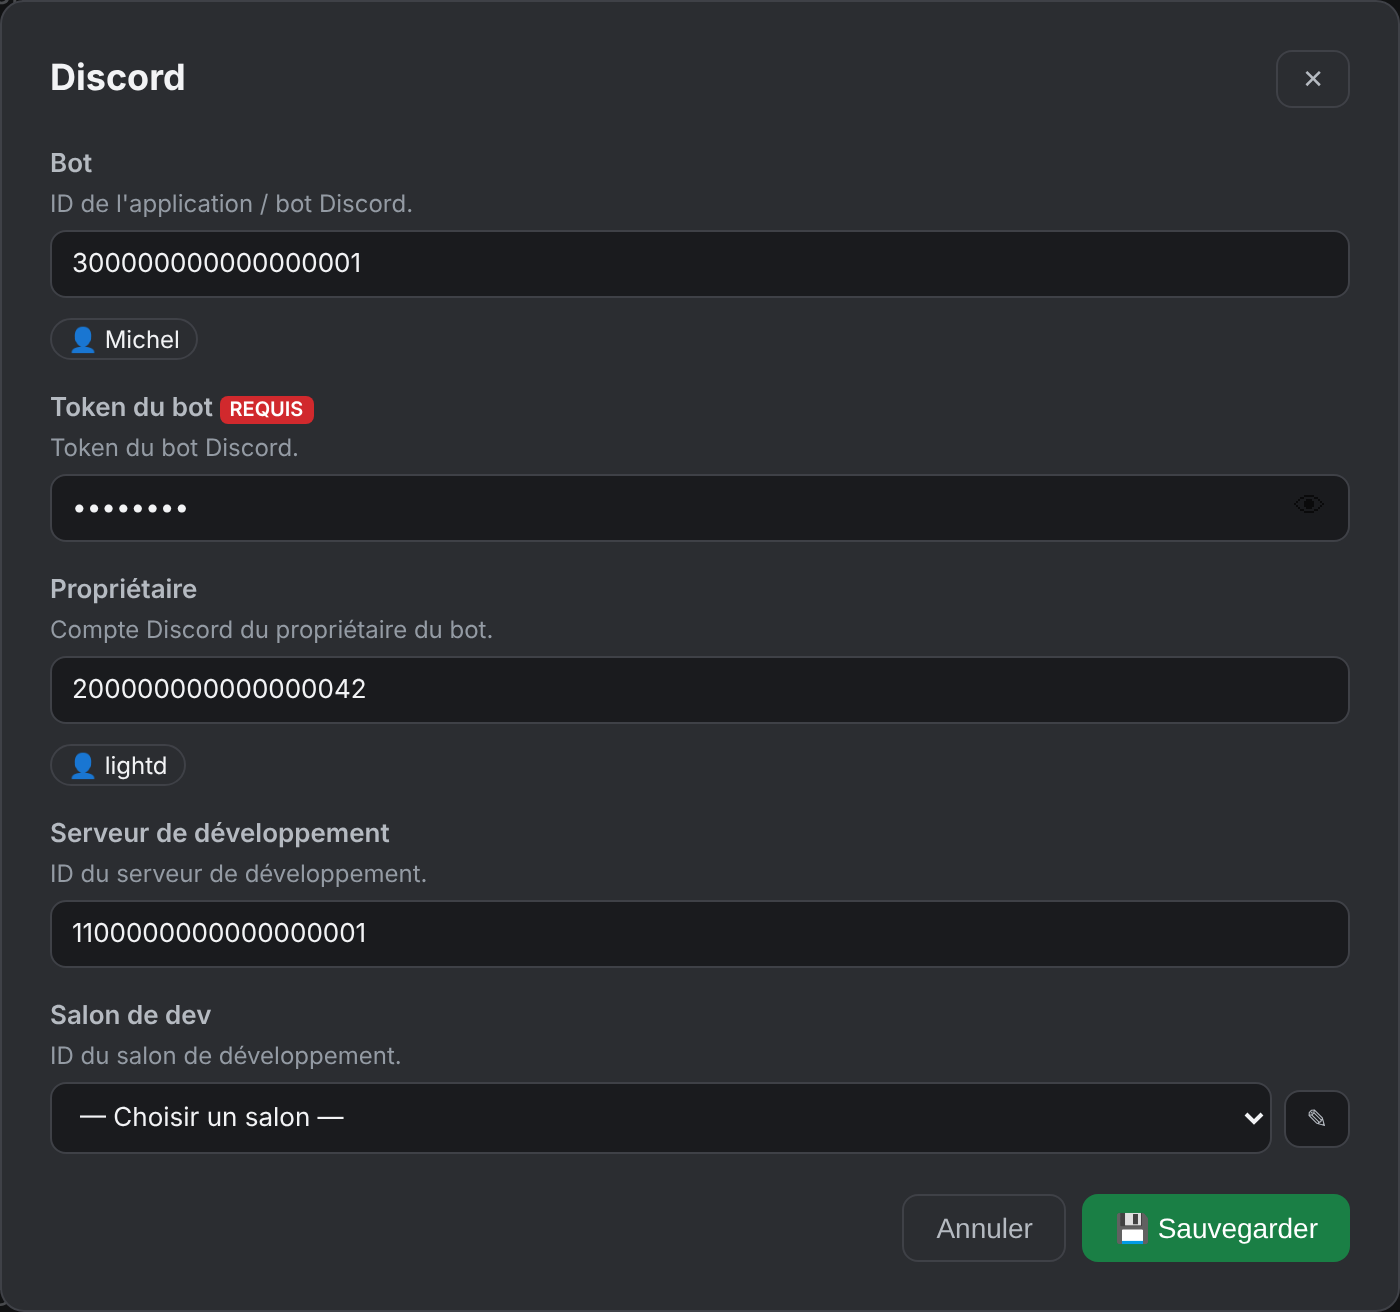 Discord
✕
Bot
ID de l'application / bot Discord.
300000000000000001
👤 Michel
Token du bot REQUIS
Token du bot Discord.
••••••••
Propriétaire
Compte Discord du propriétaire du bot.
200000000000000042
👤 lightd
Serveur de développement
ID du serveur de développement.
1100000000000000001
Salon de dev
ID du salon de développement.
— Choisir un salon —
Annuler
💾 Sauvegarder